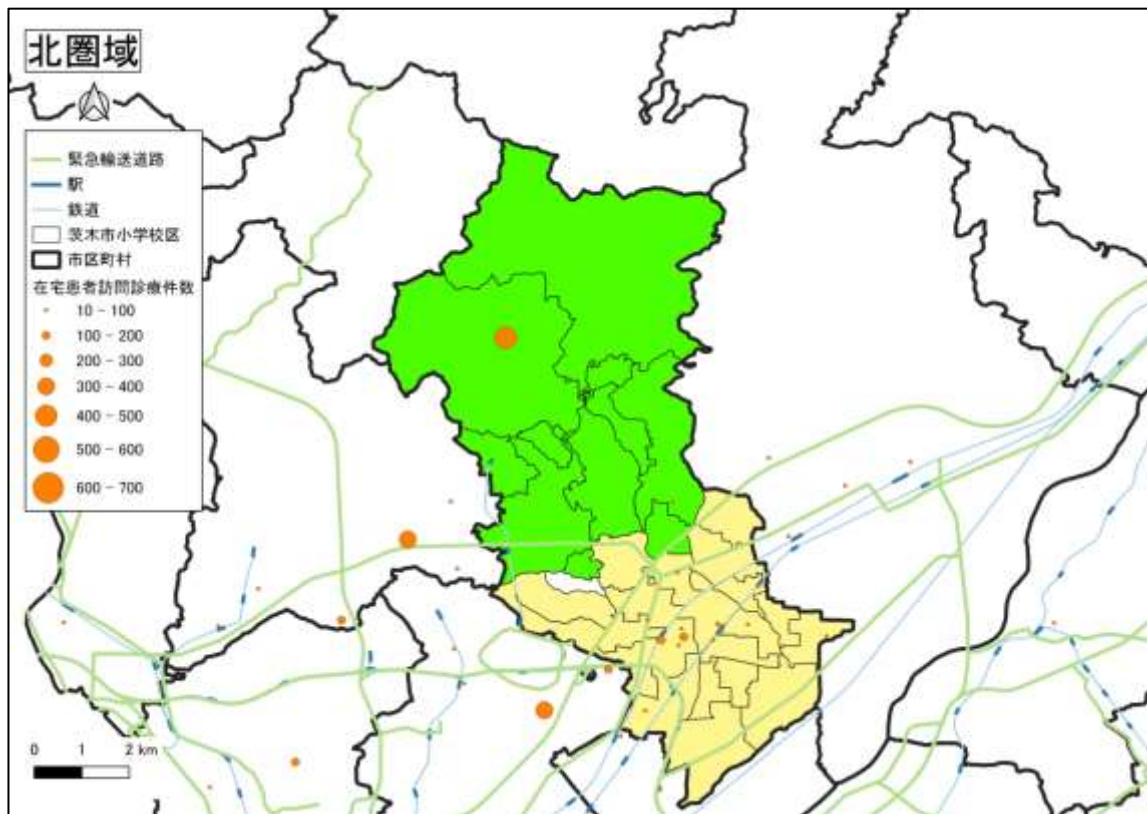 北圏域
緊急輸送道路
駅
鉄道
茨木市小学校区
市区町村
在宅患者訪問診療件数
10 - 100
100 - 200
200 - 300
300 - 400
400 - 500
500 - 600
600 - 700
0 1 2 km